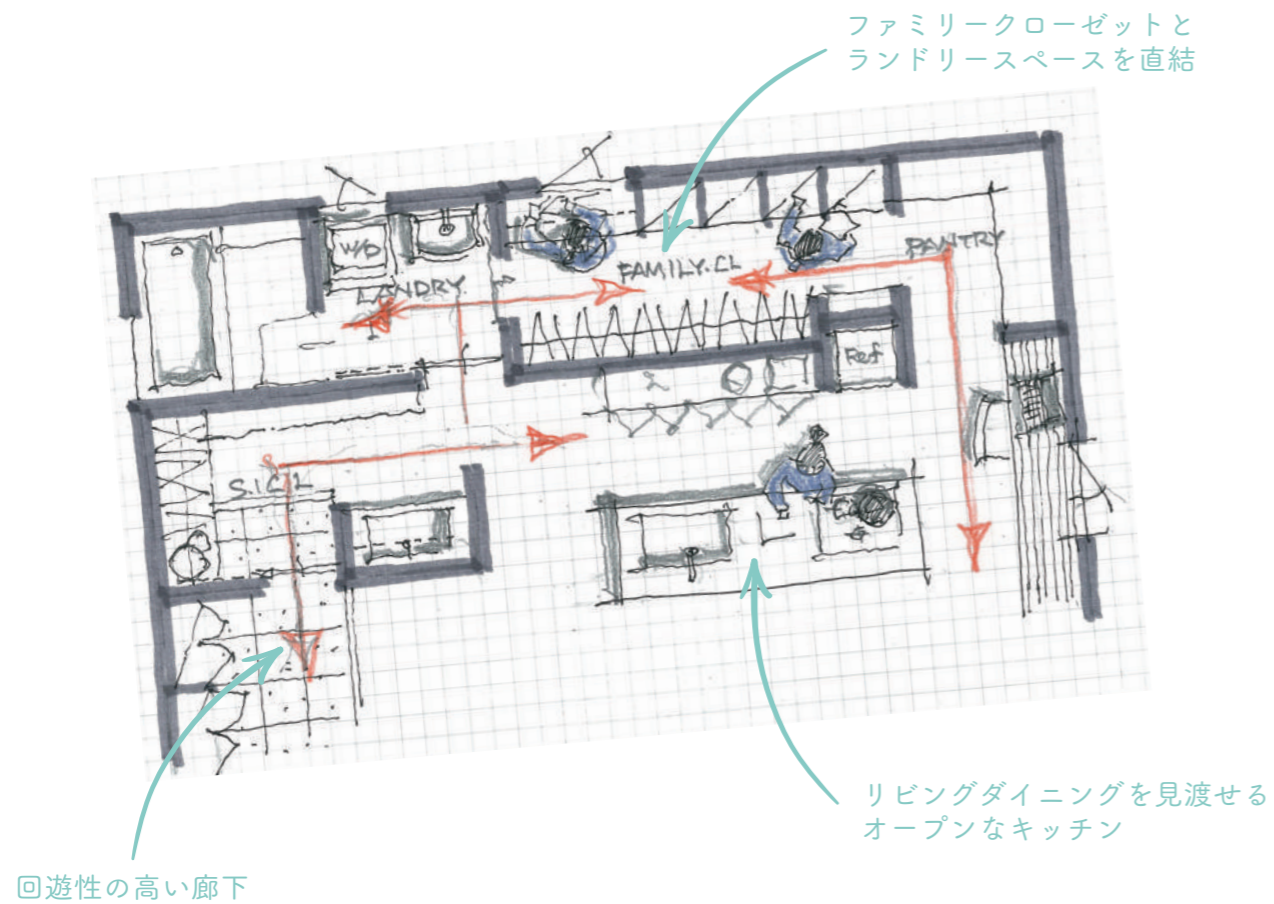 ファミリークローゼットと
ランドリースペースを直結
W/D
LANDRY
FAMILY.CL
PANTRY
Ref
S.I.C.L
リビングダイニングを見渡せる
オープンなキッチン
回遊性の高い廊下